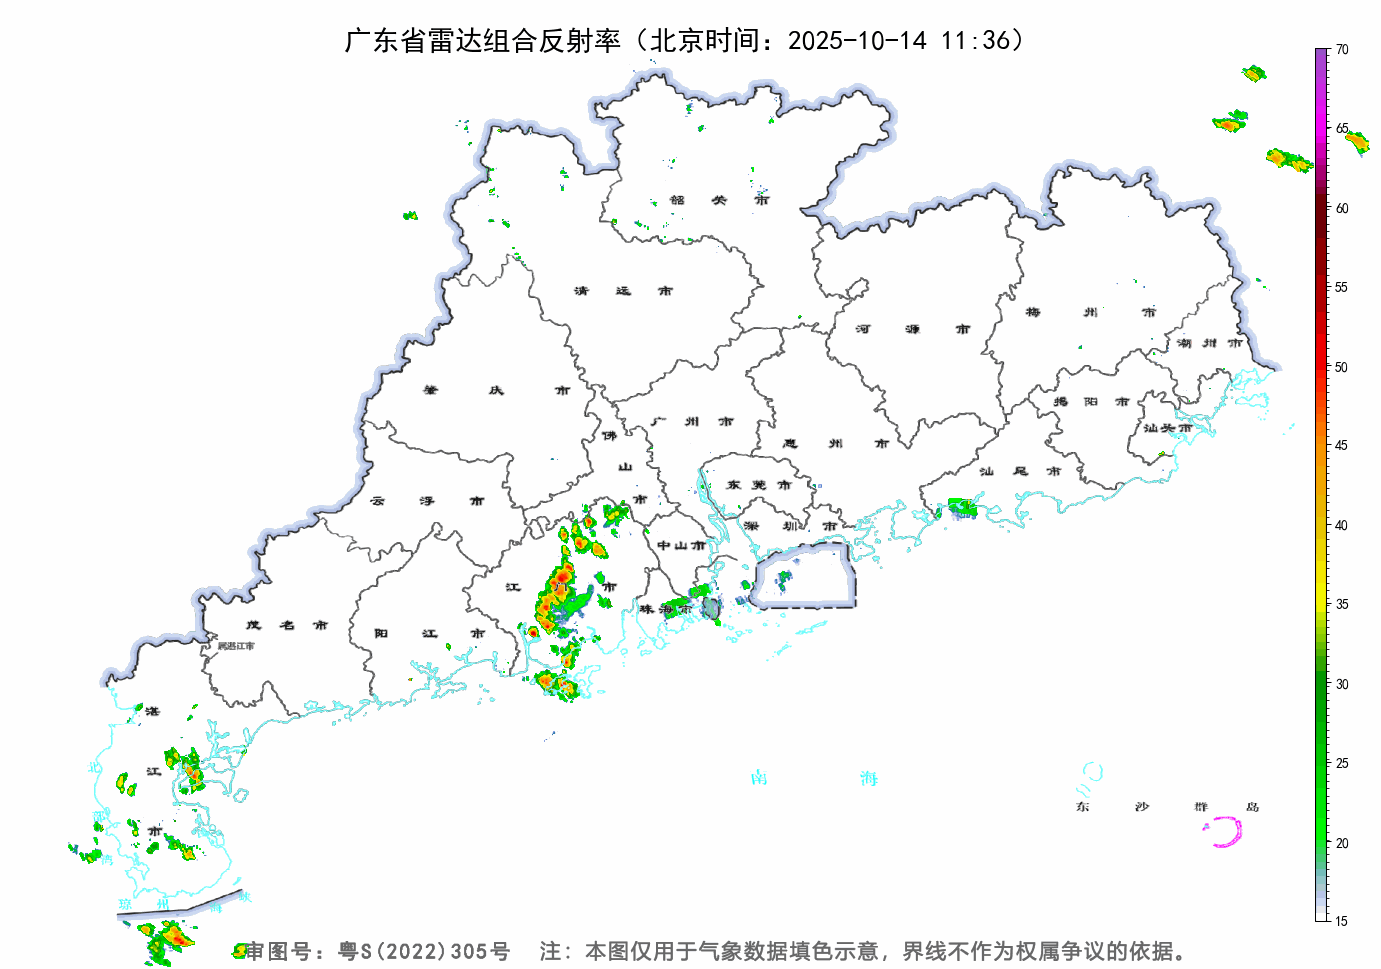 广东省雷达组合反射率（北京时间：2025-10-14 11:36）
70
65
60
55
50
45
40
35
30
25
20
15
韶关市
清远市
河源市
梅州市
潮州市
肇庆市
广州市
揭阳市
汕头市
佛山市
惠州市
汕尾市
东莞市
云浮市
深圳市
中山市
江门市
珠海市
茂名市
阳江市
属湛江市
湛江市
北部湾
南海
东沙群岛
琼州海峡
审图号：粤S(2022)305号 注：本图仅用于气象数据填色示意，界线不作为权属争议的依据。